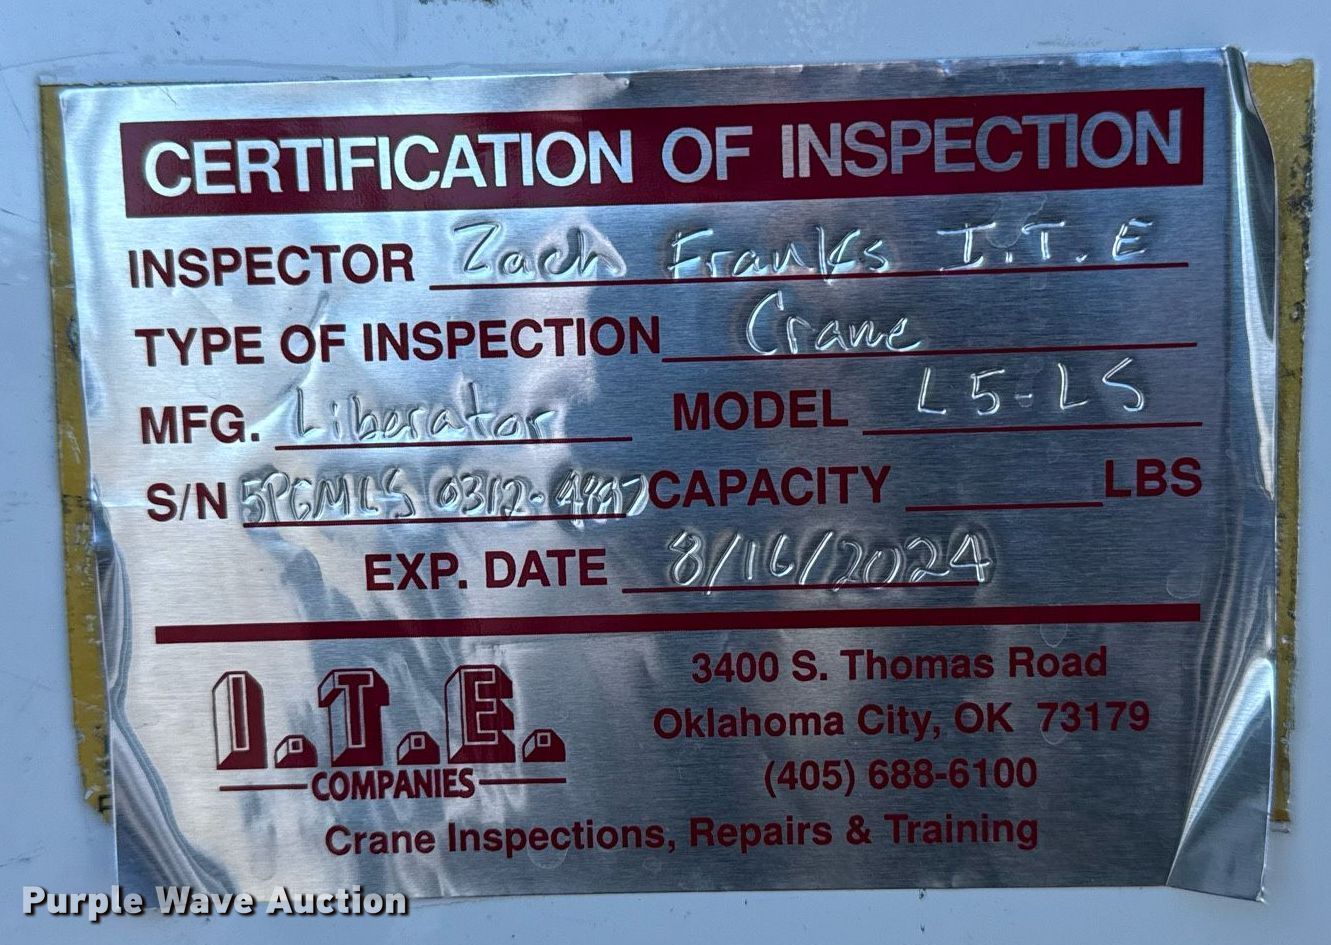 CERTIFICATION OF INSPECTION
INSPECTOR Zach Franks I.T.E
TYPE OF INSPECTION Crane
MFG. Liberator MODEL L5-LS
S/N CAPACITY LBS
EXP. DATE 8/16/2024
I.T.E. 3400 S. Thomas Road
COMPANIES Oklahoma City, OK 73179
(405) 688-6100
Crane Inspections, Repairs & Training
Purple Wave Auction